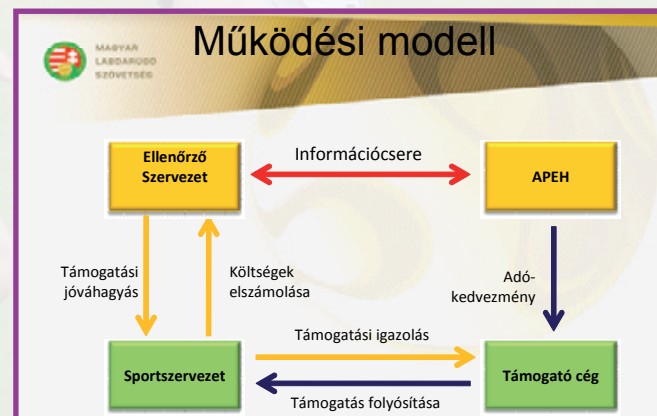 MAGYAR
LABDARÚGÓ
SZÖVETSÉG
Működési modell
Ellenőrző
Szervezet
Információcsere
APEH
Támogatási
jóváhagyás
Költségek
elszámolása
Adó-
kedvezmény
Támogatási igazolás
Sportszervezet
Támogató cég
Támogatás folyósítása